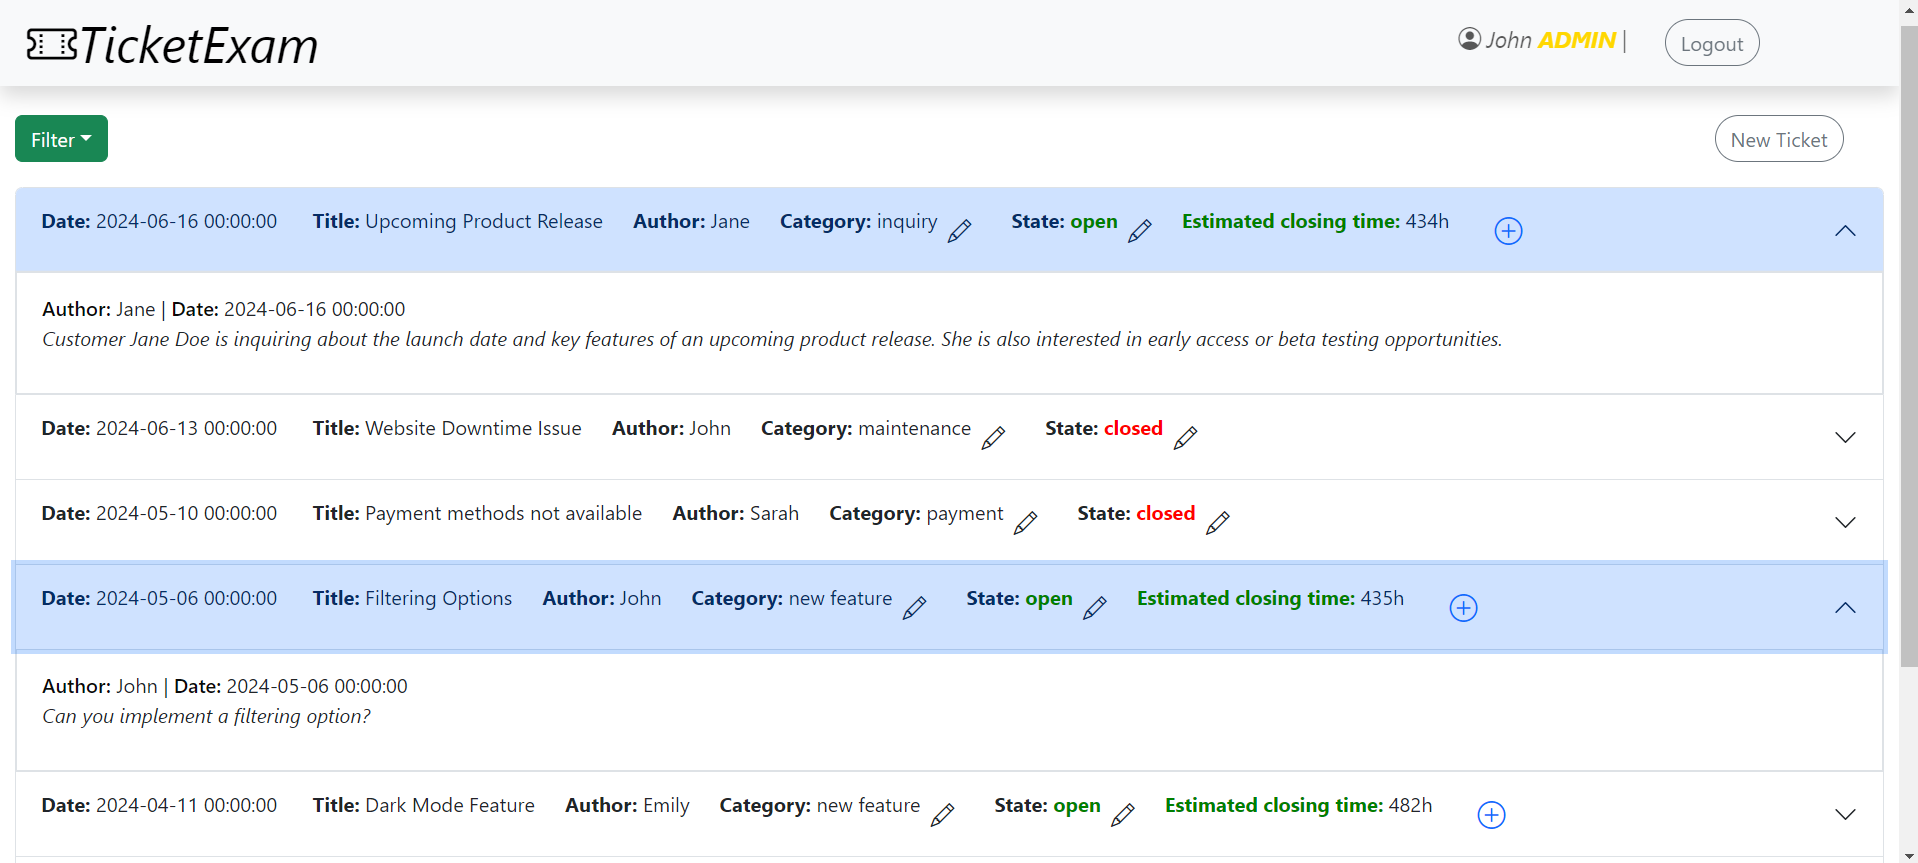 TicketExam
John ADMIN |
Logout
Filter
New Ticket
Date: 2024-06-16 00:00:00 Title: Upcoming Product Release Author: Jane Category: inquiry State: open Estimated closing time: 434h
Author: Jane | Date: 2024-06-16 00:00:00
Customer Jane Doe is inquiring about the launch date and key features of an upcoming product release. She is also interested in early access or beta testing opportunities.
Date: 2024-06-13 00:00:00 Title: Website Downtime Issue Author: John Category: maintenance State: closed
Date: 2024-05-10 00:00:00 Title: Payment methods not available Author: Sarah Category: payment State: closed
Date: 2024-05-06 00:00:00 Title: Filtering Options Author: John Category: new feature State: open Estimated closing time: 435h
Author: John | Date: 2024-05-06 00:00:00
Can you implement a filtering option?
Date: 2024-04-11 00:00:00 Title: Dark Mode Feature Author: Emily Category: new feature State: open Estimated closing time: 482h